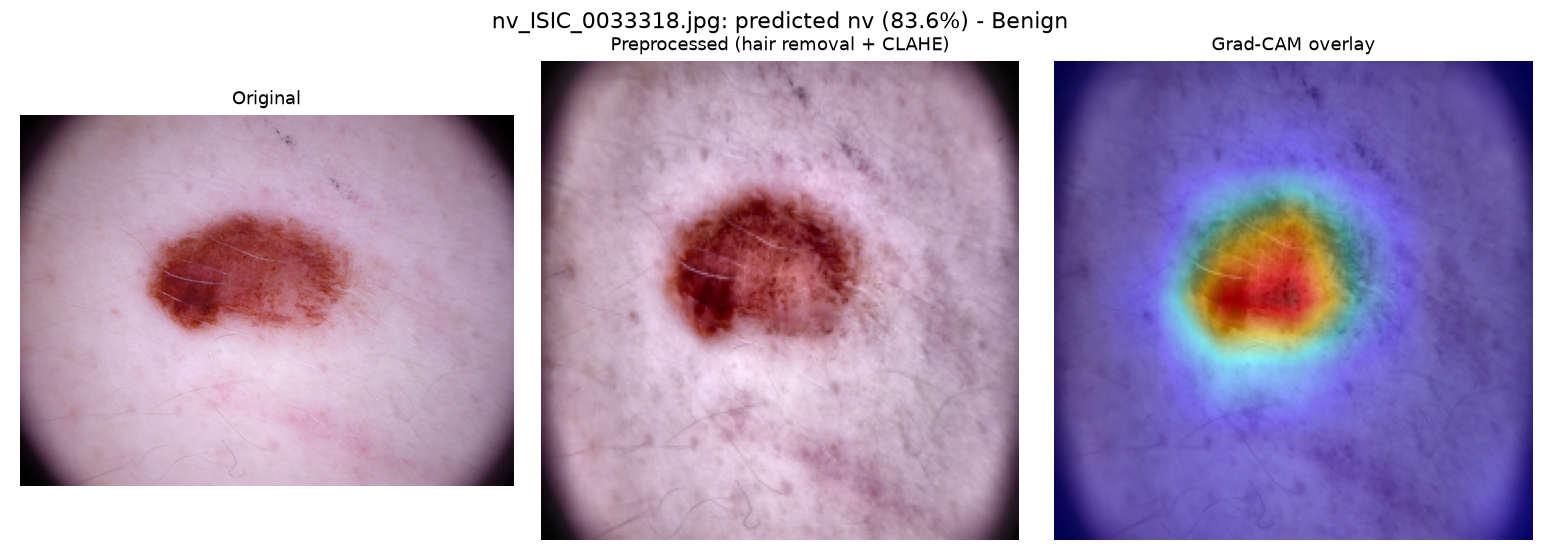 nv_ISIC_0033318.jpg: predicted nv (83.6%) - Benign
Original
Preprocessed (hair removal + CLAHE)
Grad-CAM overlay